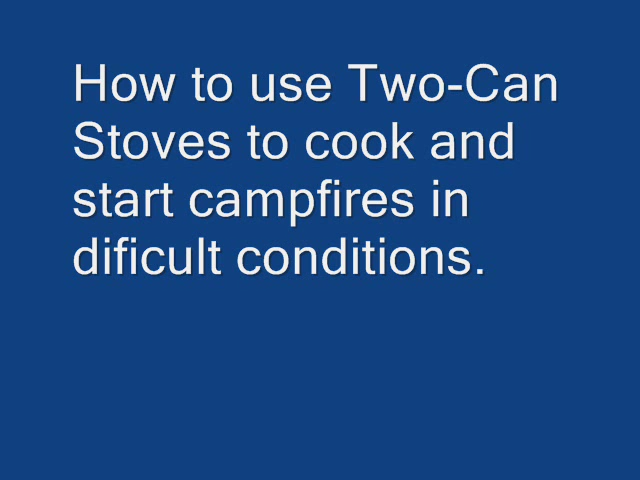 How to use Two-Can
Stoves to cook and
start campfires in
dificult conditions.